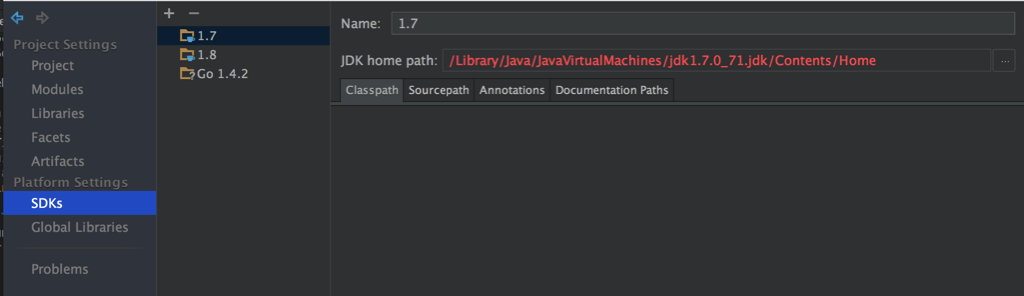 Project Settings
Project
Modules
Libraries
Facets
Artifacts
Platform Settings
SDKs
Global Libraries
Problems
1.7
1.8
Go 1.4.2
Name: 1.7
JDK home path: /Library/Java/JavaVirtualMachines/jdk1.7.0_71.jdk/Contents/Home ...
Classpath Sourcepath Annotations Documentation Paths